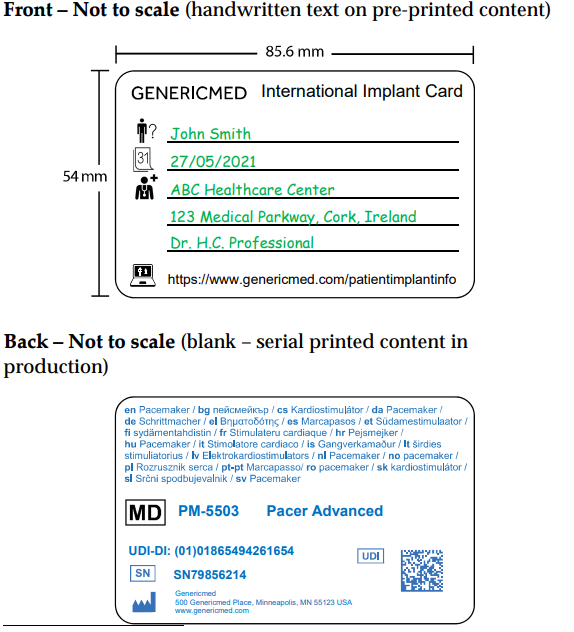 Front – Not to scale (handwritten text on pre-printed content)
85.6 mm
GENERICMED International Implant Card
?
John Smith
31
27/05/2021
54 mm
ABC Healthcare Center
123 Medical Parkway, Cork, Ireland
Dr. H.C. Professional
https://www.genericmed.com/patientimplantinfo
Back – Not to scale (blank – serial printed content in
production)
en Pacemaker / bg пейсмейкър / cs Kardiostimulátor / da Pacemaker /
de Schrittmacher / el Βηματοδότης / es Marcapasos / et Südamestimulaator /
fi sydämentahdistin / fr Stimulateru cardiaque / hr Pejsmejker /
hu Pacemaker / it Stimolatore cardiaco / is Gangverkamaður / lt širdies
stimuliatorius / lv Elektrokardiostimulators / nl Pacemaker / no pacemaker /
pl Rozrusznik serca / pt-pt Marcapasso/ ro pacemaker / sk kardiostimulátor /
sl Srčni spodbujevalnik / sv Pacemaker
MD PM-5503 Pacer Advanced
UDI-DI: (01)01865494261654
UDI
SN SN79856214
Genericmed
500 Genericmed Place, Minneapolis, MN 55123 USA
www.genericmed.com